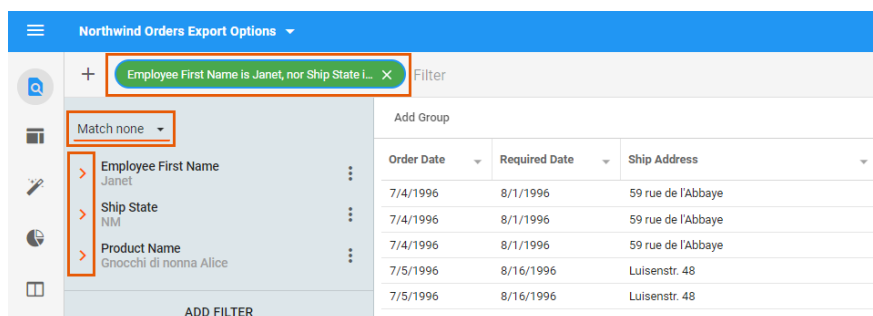 Northwind Orders Export Options
Employee First Name is Janet, nor Ship State i... Filter
Match none
Add Group
Employee First Name
Janet
Ship State
NM
Product Name
Gnocchi di nonna Alice
ADD FILTER
Order Date Required Date Ship Address
7/4/1996 8/1/1996 59 rue de l'Abbaye
7/4/1996 8/1/1996 59 rue de l'Abbaye
7/4/1996 8/1/1996 59 rue de l'Abbaye
7/5/1996 8/16/1996 Luisenstr. 48
7/5/1996 8/16/1996 Luisenstr. 48